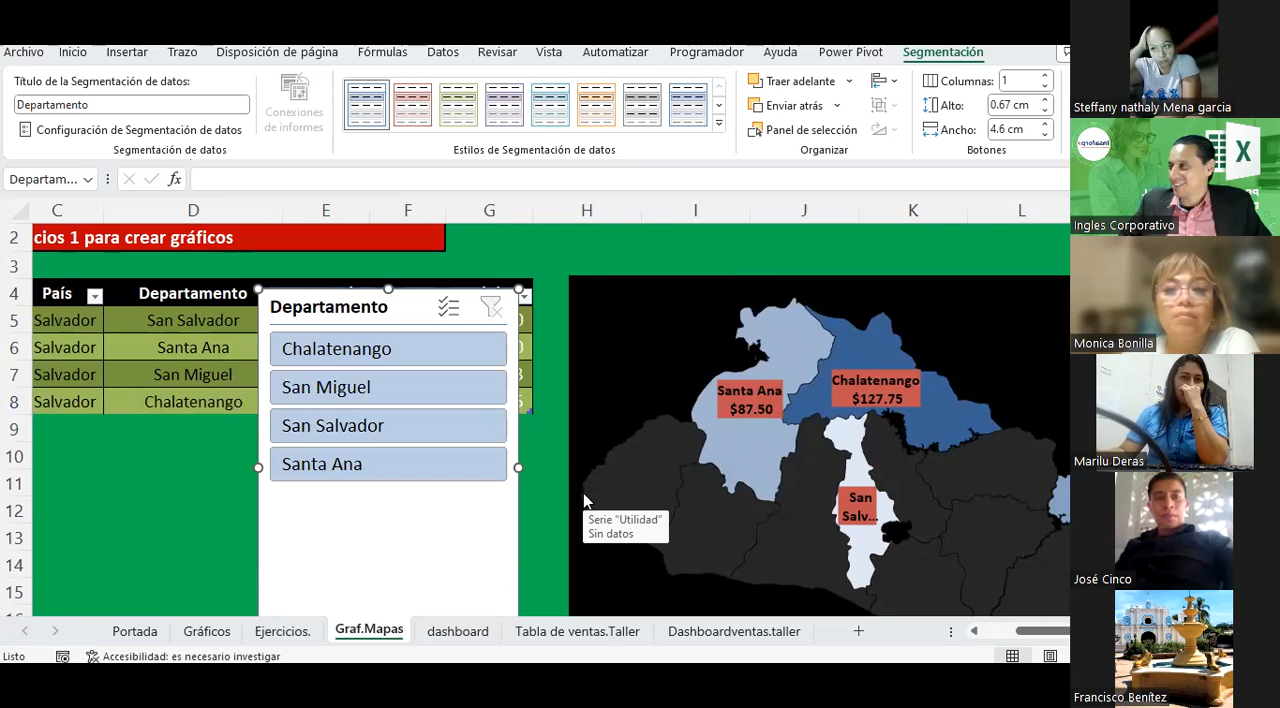 Archivo Inicio Insertar Trazo Disposición de página Fórmulas Datos Revisar Vista Automatizar Programador Ayuda Power Pivot Segmentación
Título de la Segmentación de datos:
Departamento
Configuración de Segmentación de datos
Segmentación de datos
Conexiones
de informes
Estilos de Segmentación de datos
Traer adelante
Enviar atrás
Panel de selección
Organizar
Columnas: 1
Alto: 0.67 cm
Ancho: 4.6 cm
Botones
Departam... fx
C D E F G H I J K L
2 cios 1 para crear gráficos
3
4 País Departamento
5 Salvador San Salvador
6 Salvador Santa Ana
7 Salvador San Miguel
8 Salvador Chalatenango
9
10
11
12
13
14
15
Departamento
Chalatenango
San Miguel
San Salvador
Santa Ana
Santa Ana
$87.50
Chalatenango
$127.75
San
Salv...
Serie "Utilidad"
Sin datos
Portada Gráficos Ejercicios. Graf.Mapas dashboard Tabla de ventas.Taller Dashboardventas.taller
Listo Accesibilidad: es necesario investigar
Steffany nathaly Mena garcia
X
Ingles Corporativo
Monica Bonilla
Marilu Deras
José Cinco
Francisco Benítez